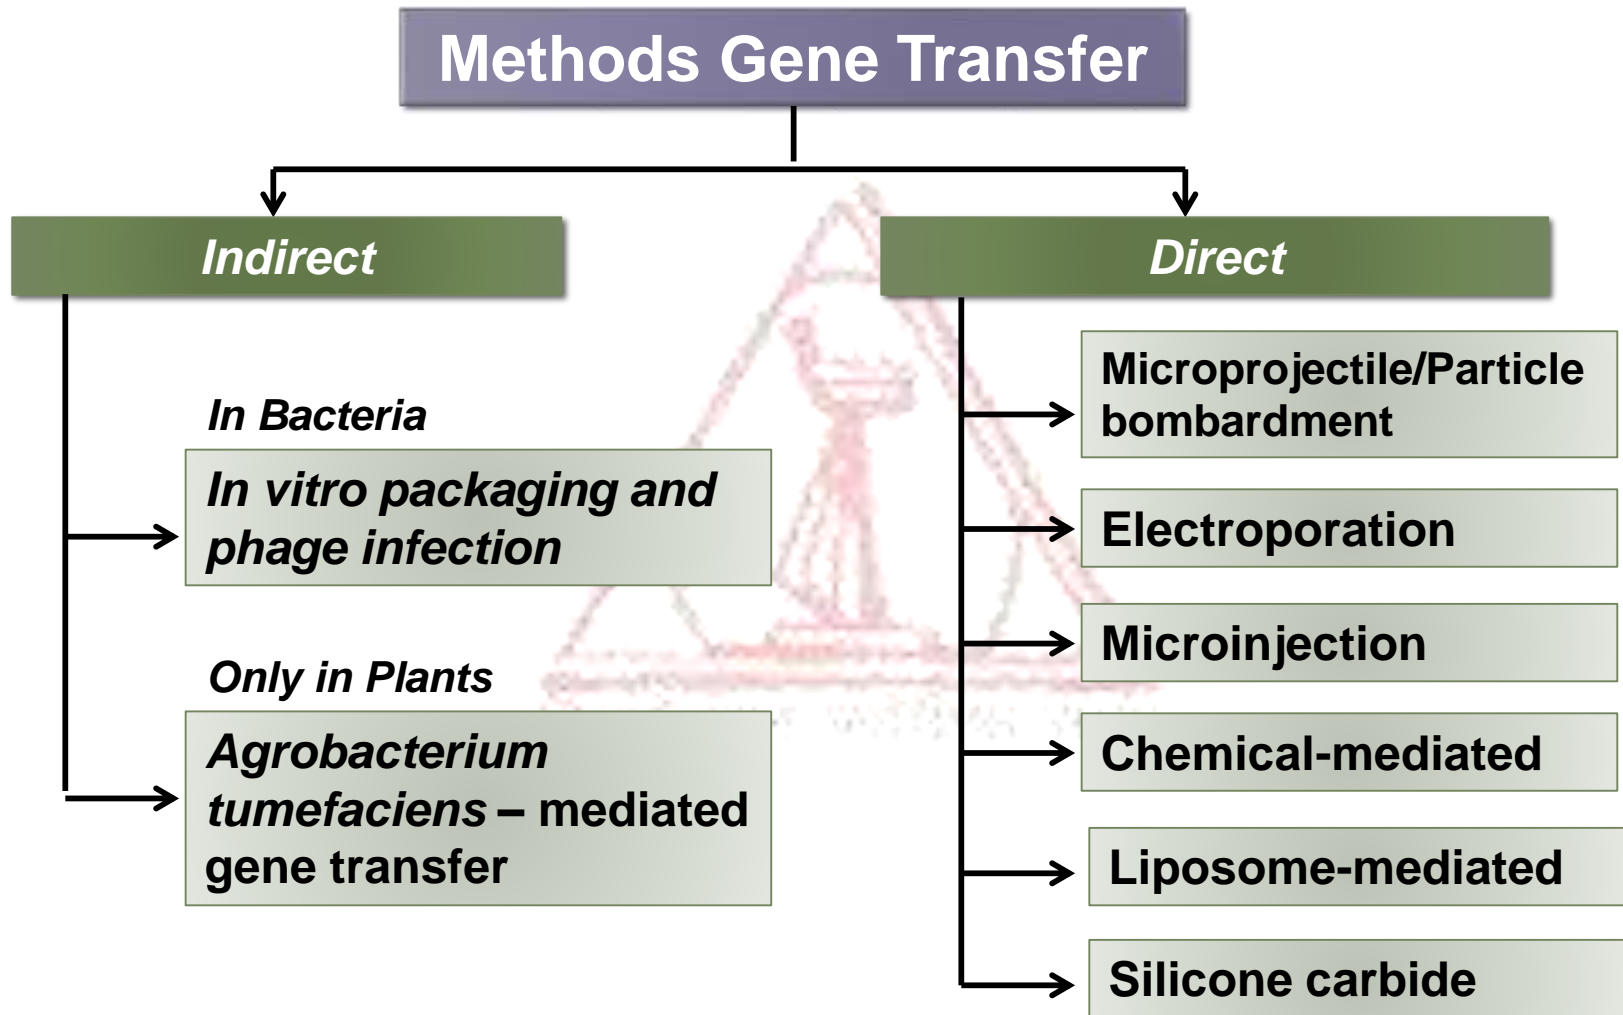 Methods Gene Transfer
Indirect
In Bacteria
In vitro packaging and
phage infection
Only in Plants
Agrobacterium
tumefaciens – mediated
gene transfer
Direct
Microprojectile/Particle
bombardment
Electroporation
Microinjection
Chemical-mediated
Liposome-mediated
Silicone carbide